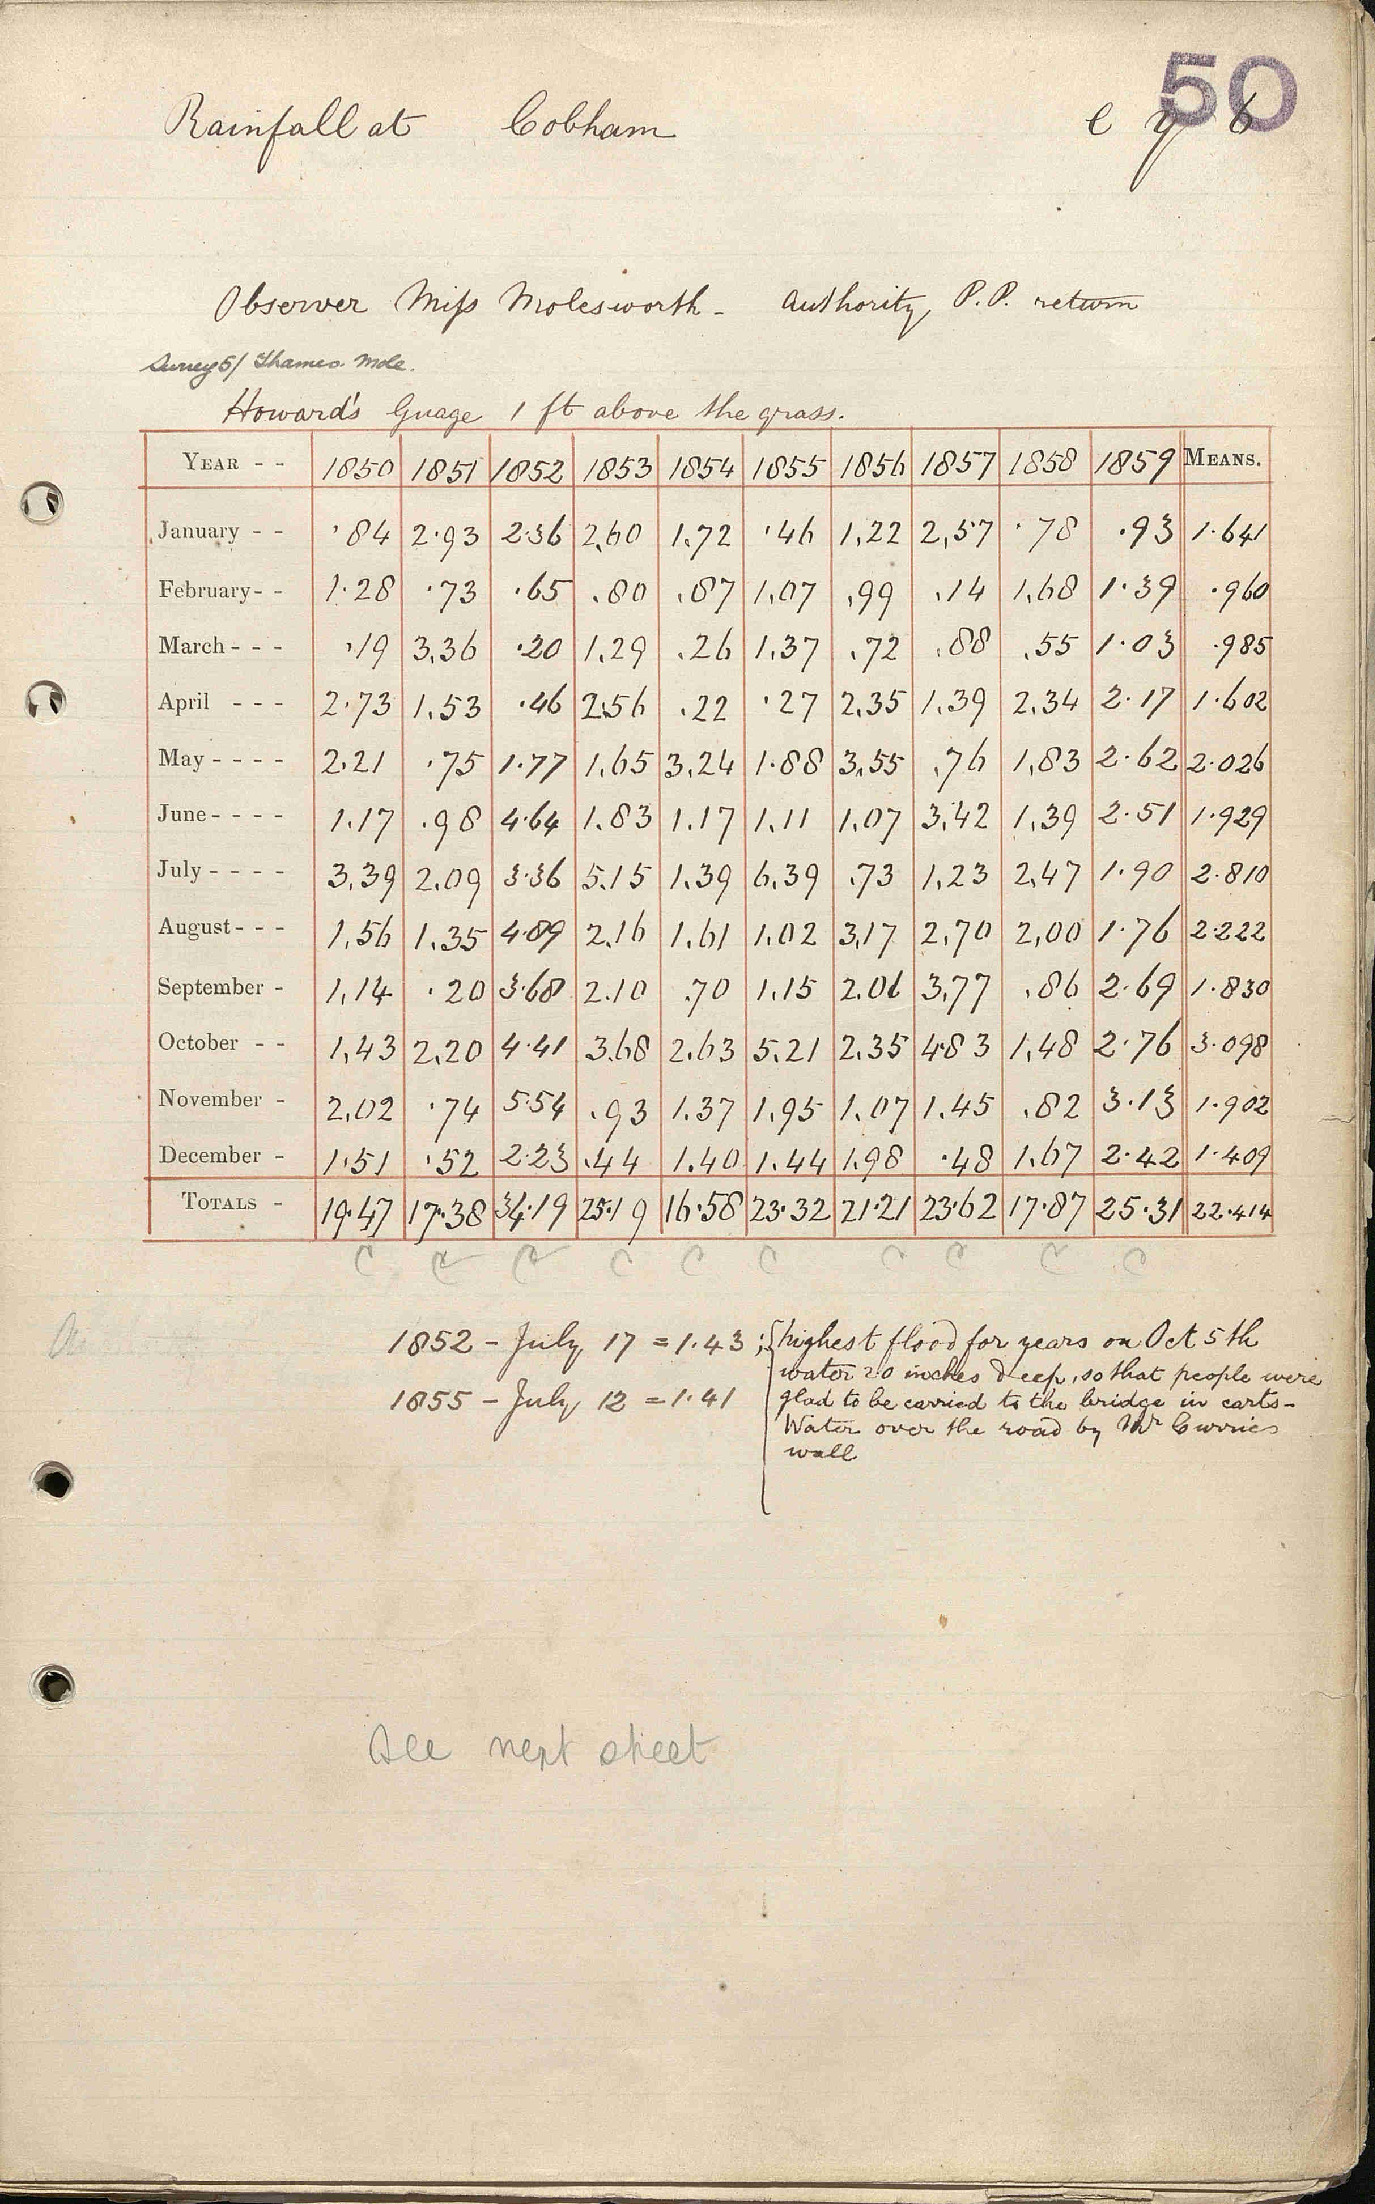 50
Rainfall at Cobham
Observer Miss Molesworth - Authority P.P. return
Surrey 5/ Thames. Mole.
Howard's Guage 1 ft above the grass.
YEAR - - 1850 1851 1852 1853 1854 1855 1856 1857 1858 1859 MEANS.
January - - ·84 2·93 2·36 2.60 1.72 ·46 1,22 2,57 ·78 ·93 1·641
February - - 1·28 ·73 ·65 .80 .87 1.07 .99 .14 1,68 1·39 ·960
March - - - ·19 3.36 ·20 1.29 .26 1.37 .72 .88 .55 1·03 ·985
April - - - 2·73 1.53 ·46 2.56 .22 ·27 2.35 1,39 2.34 2·17 1·602
May - - - - 2.21 ·75 1·77 1,65 3.24 1·88 3.55 .76 1,83 2·62 2·026
June - - - - 1.17 .98 4·64 1.83 1.17 1.11 1.07 3,42 1,39 2·51 1·929
July - - - - 3.39 2.09 3·36 5.15 1.39 6.39 .73 1,23 2,47 1·90 2·810
August - - - 1,56 1.35 4·89 2.16 1.61 1.02 3,17 2,70 2,00 1·76 2·222
September - 1,14 ·20 3·68 2.10 .70 1.15 2.06 3,77 .86 2·69 1·830
October - - 1,43 2,20 4·41 3.68 2.63 5.21 2.35 4.83 1,48 2·76 3·098
November - 2,02 ·74 5·54 .93 1.37 1.95 1.07 1.45 .82 3·13 1·902
December - 1·51 ·52 2·23 .44 1.40 1.44 1.98 ·48 1.67 2·42 1·409
TOTALS - 19·47 17·38 34·19 25·19 16·58 23·32 21·21 23·62 17·87 25·31 22·414
C C C C C C C C C C
1852 - July 17 = 1·43 ; highest flood for years on Oct 5th
water 20 inches deep, so that people were
1855 - July 12 = 1·41 glad to be carried to the bridge in carts -
Water over the road by Mr Curries
wall
See next sheet